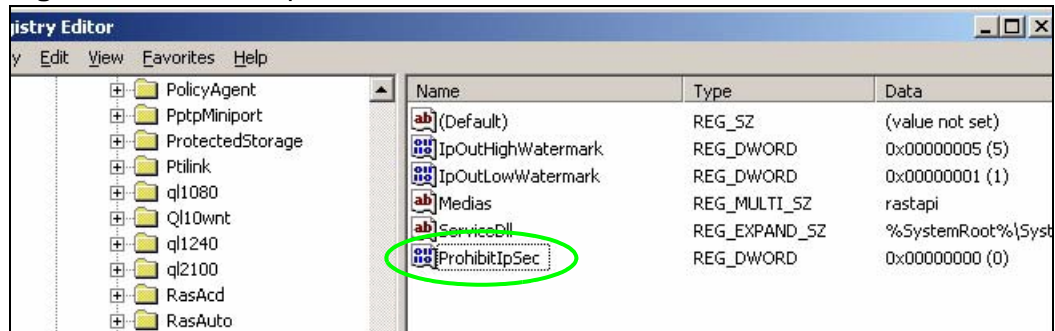 gistry Editor
y Edit View Favorites Help
PolicyAgent
PptpMiniport
ProtectedStorage
Ptilink
ql1080
Ql10wnt
ql1240
ql2100
RasAcd
RasAuto
Name Type Data
(Default) REG_SZ (value not set)
IpOutHighWatermark REG_DWORD 0x00000005 (5)
IpOutLowWatermark REG_DWORD 0x00000001 (1)
Medias REG_MULTI_SZ rastapi
ServiceDll REG_EXPAND_SZ %SystemRoot%\Syst
ProhibitIpSec REG_DWORD 0x00000000 (0)